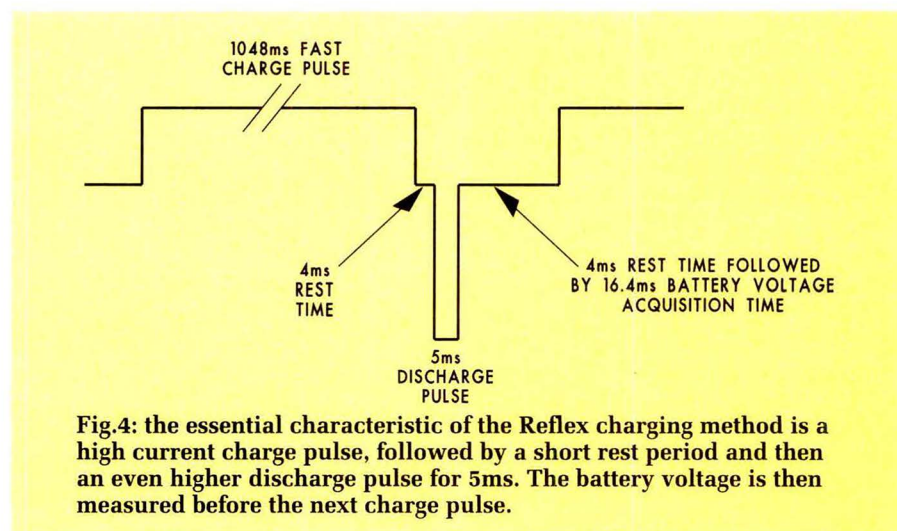 1048ms FAST
CHARGE PULSE
4ms
REST
TIME
4ms REST TIME FOLLOWED
BY 16.4ms BATTERY VOLTAGE
ACQUISITION TIME
5ms
DISCHARGE
PULSE
Fig.4: the essential characteristic of the Reflex charging method is a
high current charge pulse, followed by a short rest period and then
an even higher discharge pulse for 5ms. The battery voltage is then
measured before the next charge pulse.